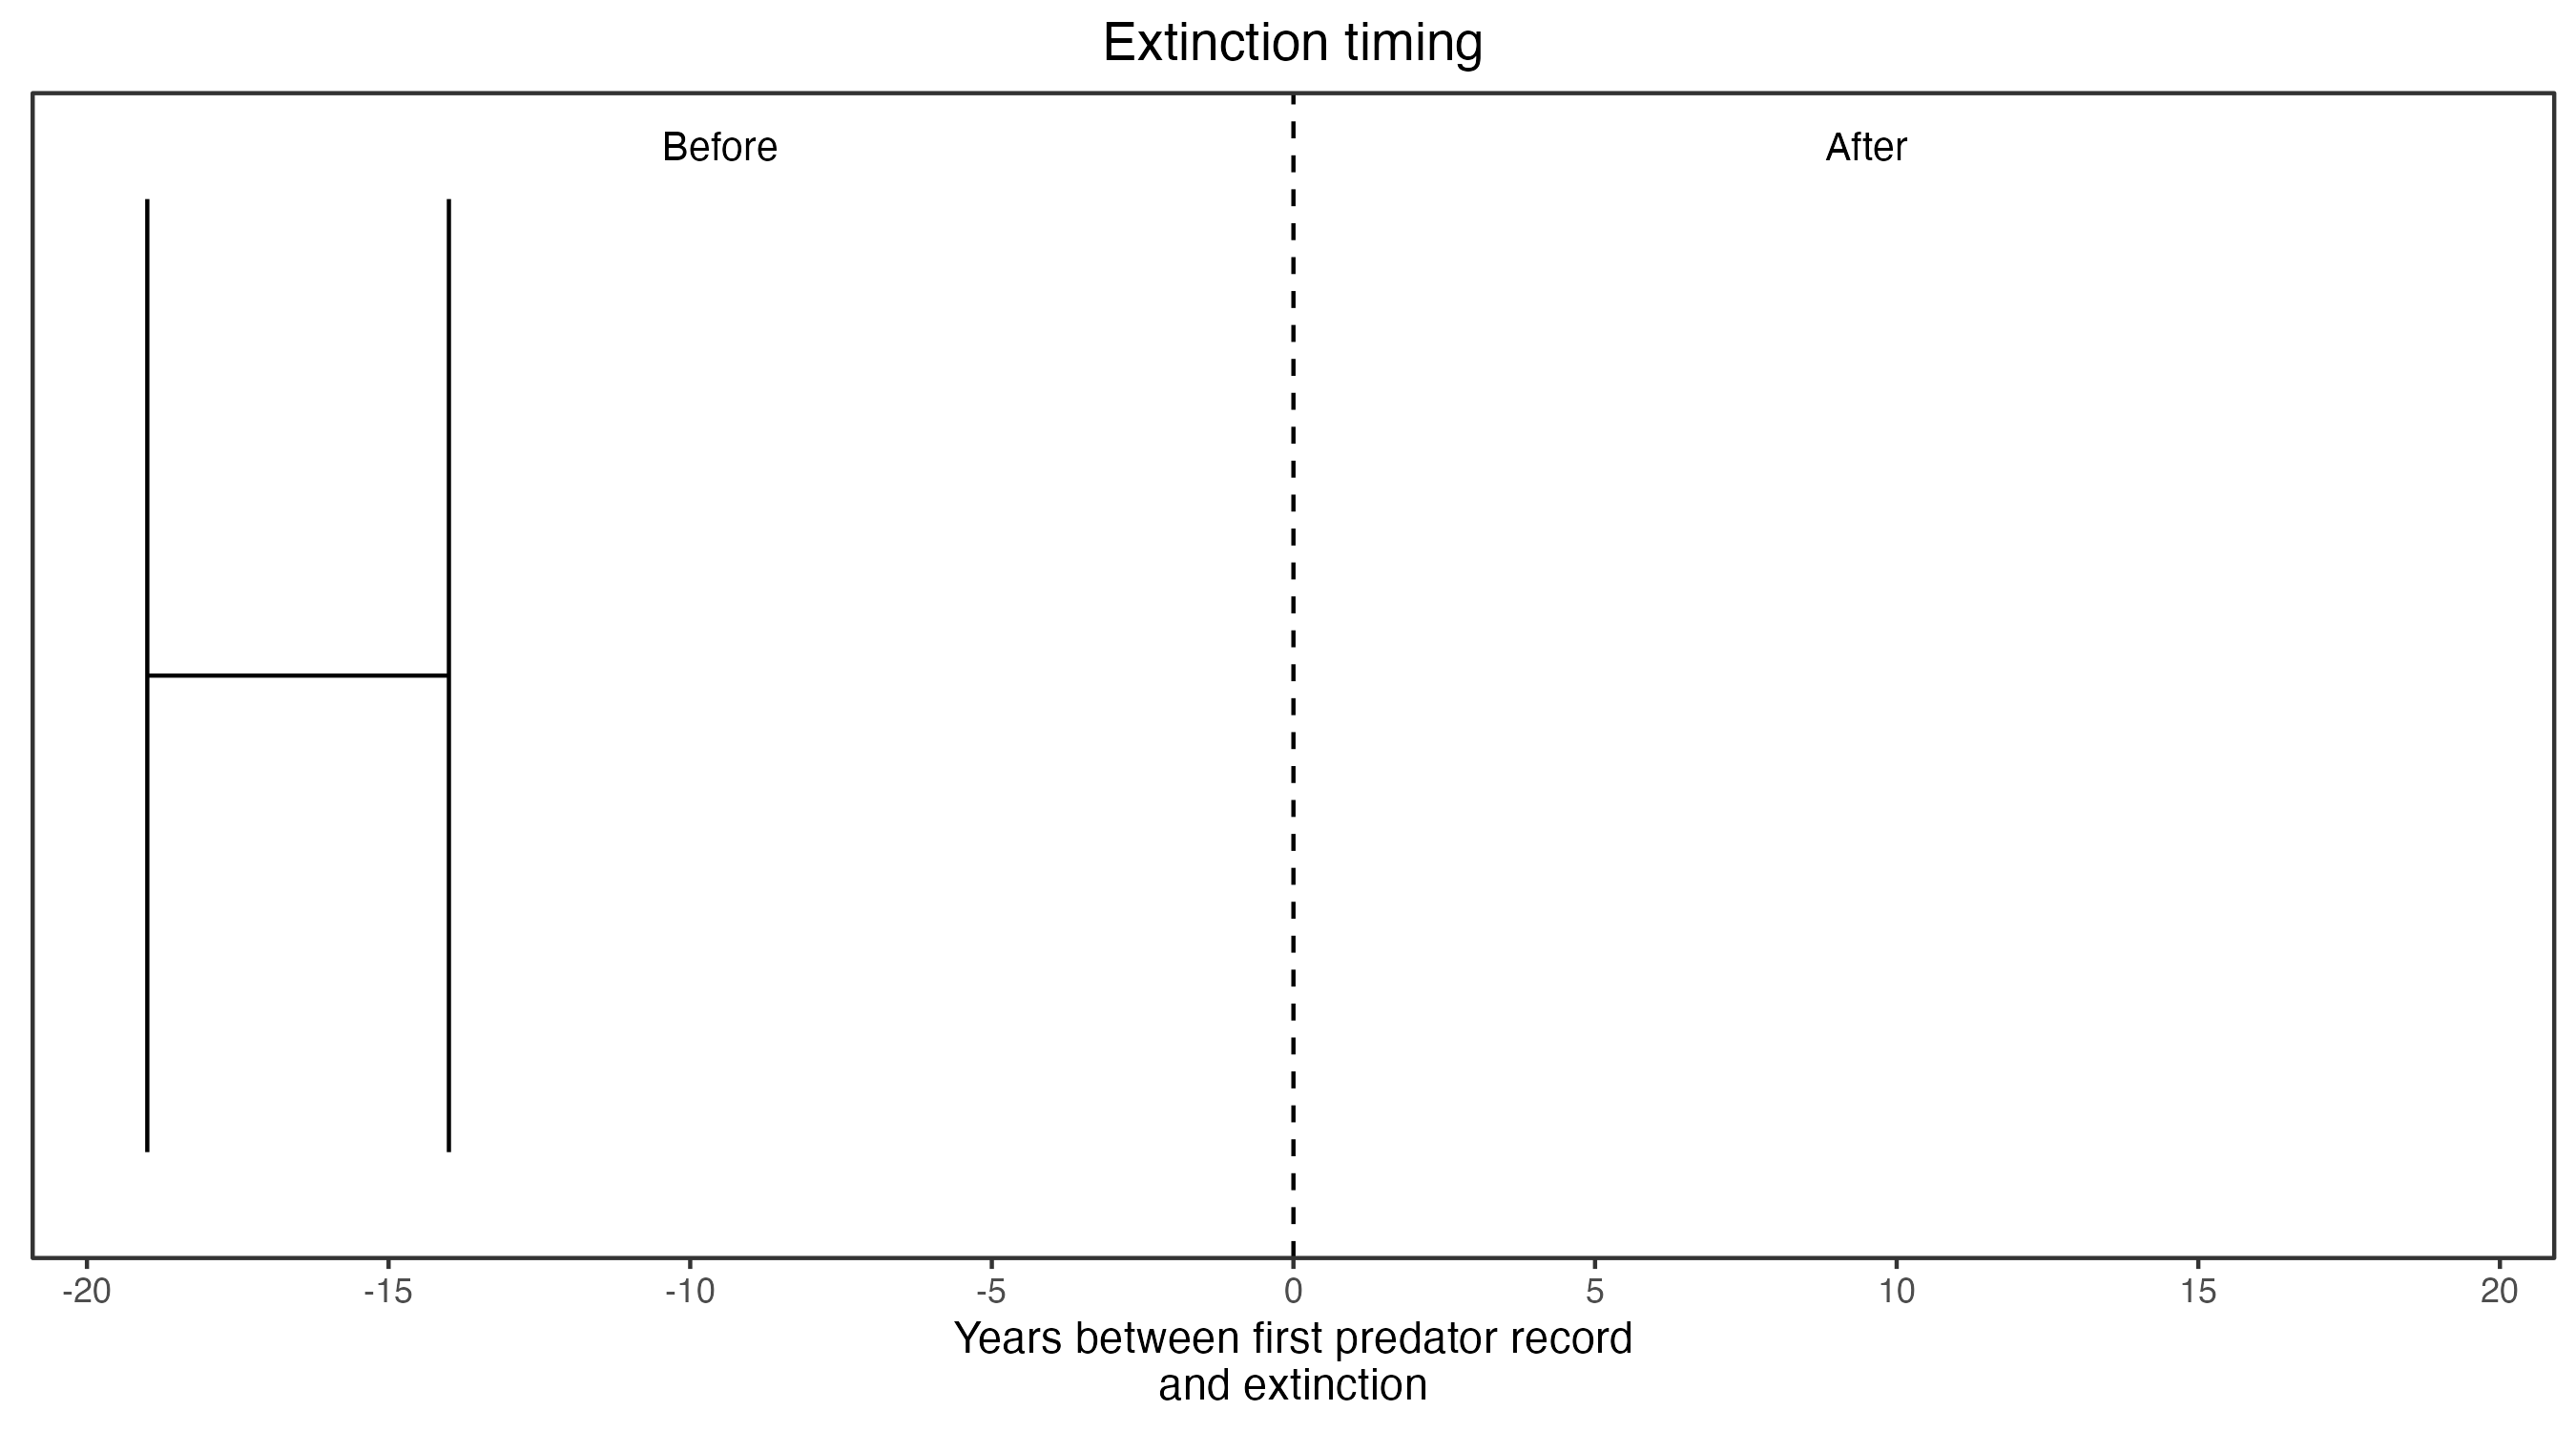 Extinction timing
Before After
-20 -15 -10 -5 0 5 10 15 20
Years between first predator record
and extinction